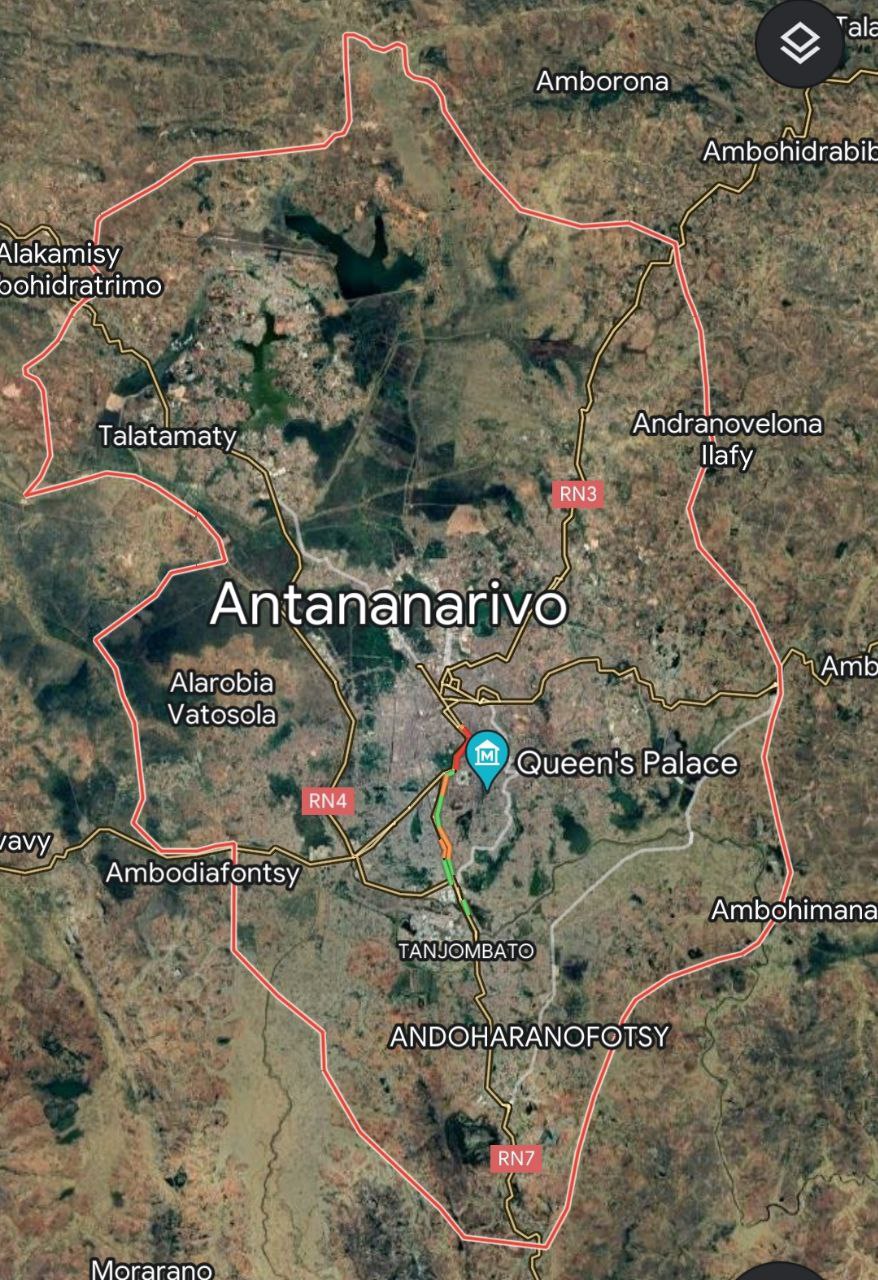 Tala
Amborona
Ambohidrabib
Alakamisy
bohidratrimo
Talatamaty
Andranovelona
Ilafy
RN3
Antananarivo
Amb
Alarobia
Vatosola
M
Queen's Palace
RN4
vavy
Ambodiafontsy
Ambohimana
TANJOMBATO
ANDOHARANOFOTSY
RN7
Morarano